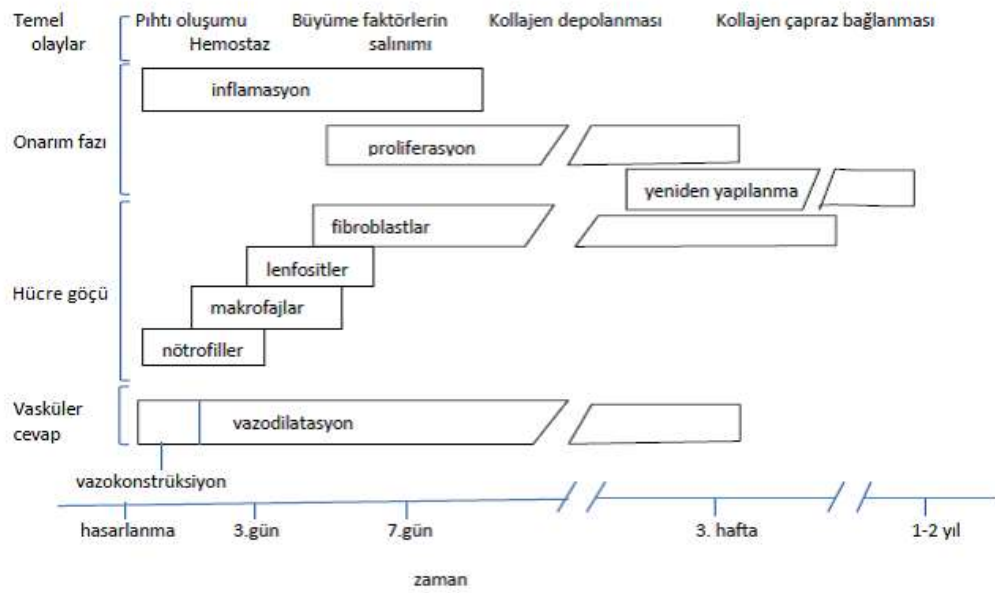 Temel Pıhtı oluşumu Büyüme faktörlerin Kollajen depolanması Kollajen çapraz bağlanması
olaylar Hemostaz salınımı
inflamasyon
Onarım fazı proliferasyon
yeniden yapılanma
fibroblastlar
lenfositler
Hücre göçü makrofajlar
nötrofiller
Vasküler
cevap vazodilatasyon
vazokonstrüksiyon
hasarlanma 3.gün 7.gün 3. hafta 1-2 yıl
zaman